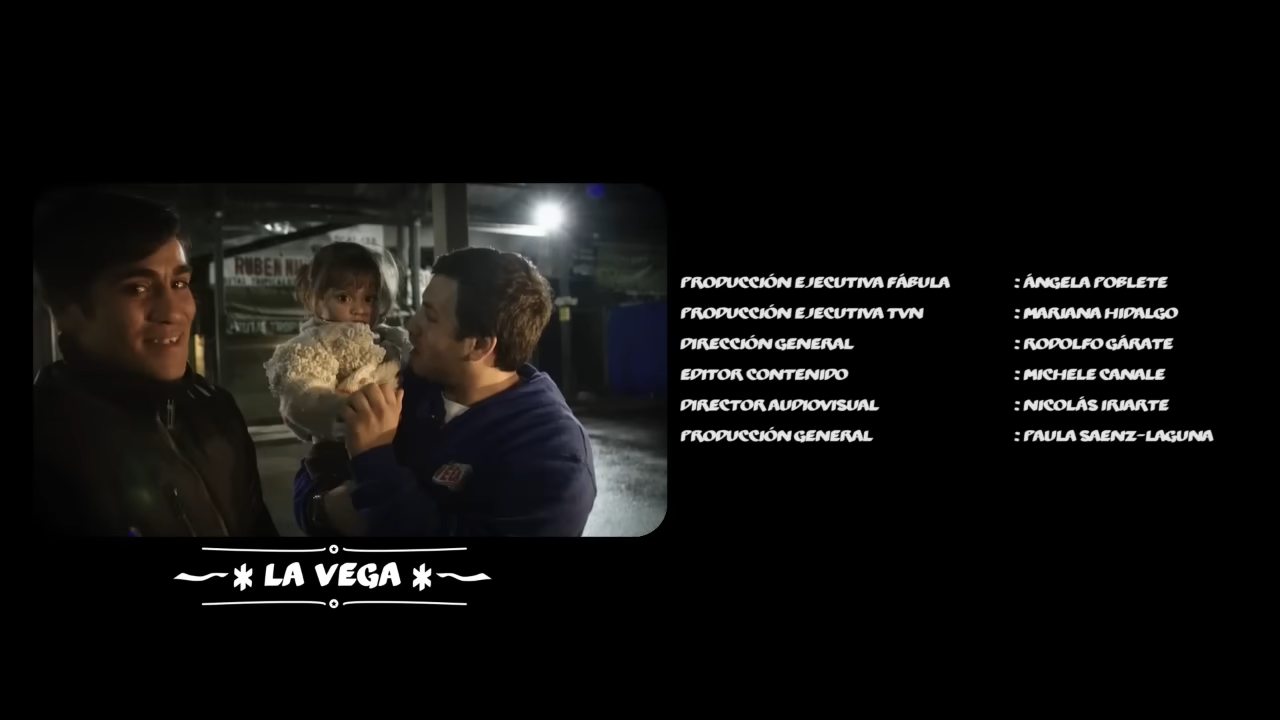 RUBEN
PRODUCCIÓN EJECUTIVA FÁBULA : ÁNGELA POBLETE
PRODUCCIÓN EJECUTIVA TVN : MARIANA HIDALGO
DIRECCIÓN GENERAL : RODOLFO GÁRATE
EDITOR CONTENIDO : MICHELE CANALE
DIRECTOR AUDIOVISUAL : NICOLÁS IRIARTE
PRODUCCIÓN GENERAL : PAULA SAENZ-LAGUNA
LA VEGA